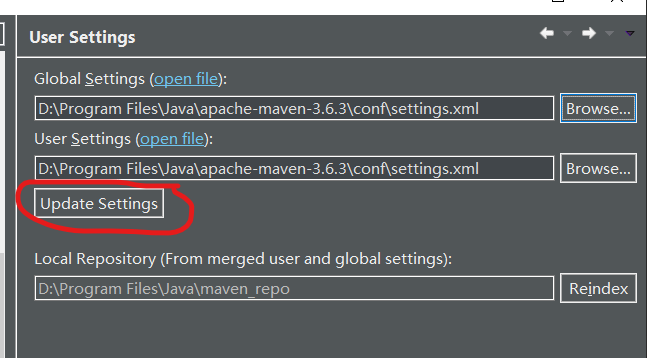 User Settings
Global Settings (open file):
D:\Program Files\Java\apache-maven-3.6.3\conf\settings.xml Browse...
User Settings (open file):
D:\Program Files\Java\apache-maven-3.6.3\conf\settings.xml Browse...
Update Settings
Local Repository (From merged user and global settings):
D:\Program Files\Java\maven_repo Reindex